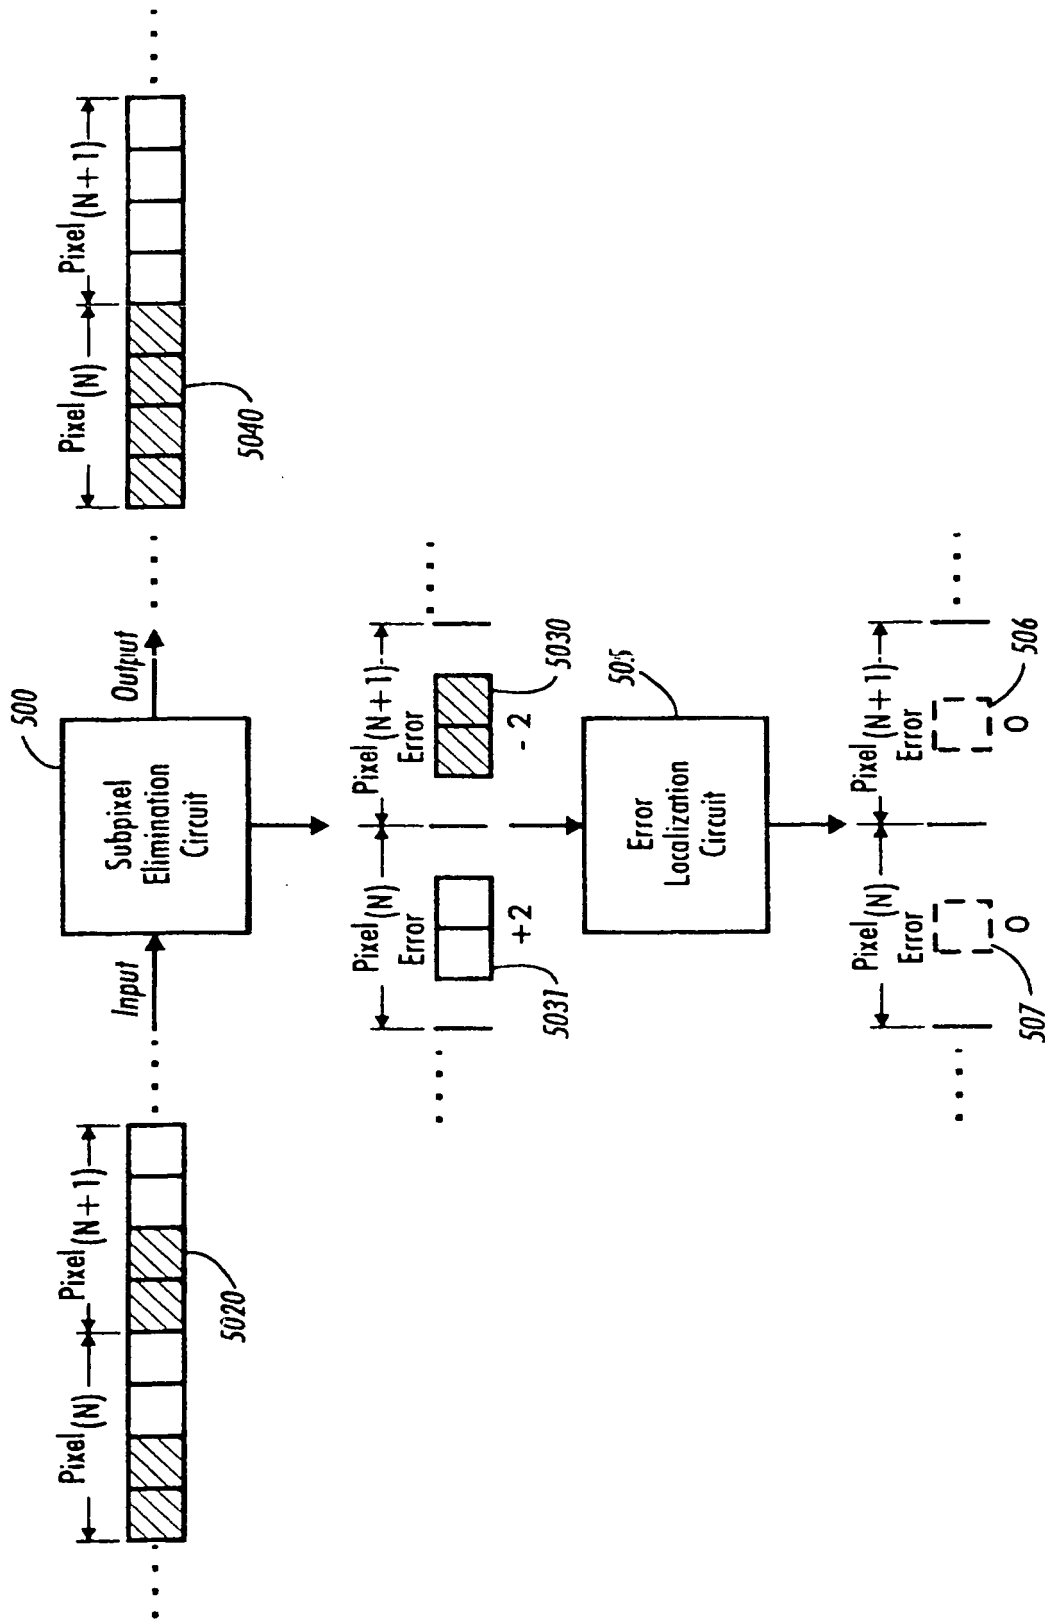 Pixel(N)
Pixel(N+1)
5020
Input
500
Subpixel
Elimination
Circuit
Output
Pixel(N)
Pixel(N+1)
5040
Pixel(N)
Error
Pixel(N+1)
Error
+2
-2
5031
5030
505
Error
Localization
Circuit
Pixel(N)
Error
Pixel(N+1)
Error
0
0
507
506